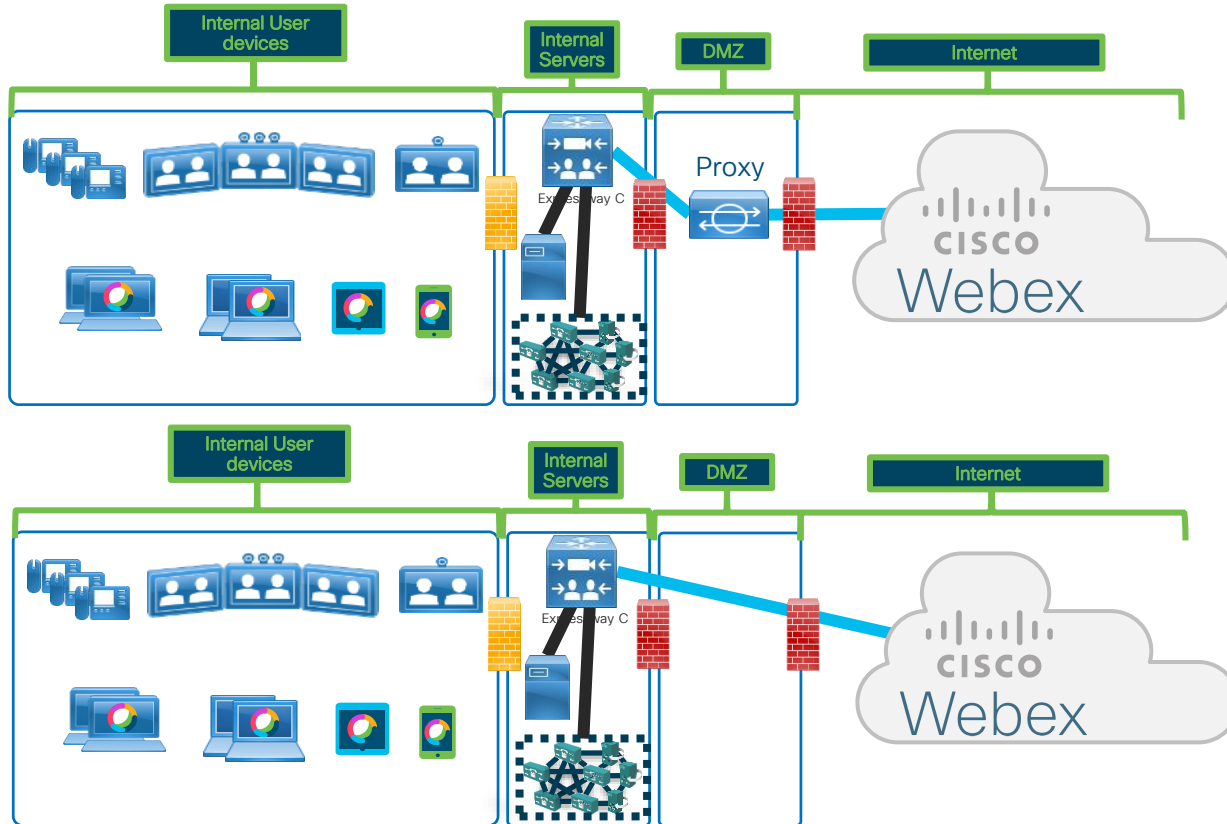 Internal User
devices
Internal
Servers
DMZ
Internet
Proxy
Expressway C
CISCO
Webex
Internal User
devices
Internal
Servers
DMZ
Internet
Expressway C
CISCO
Webex